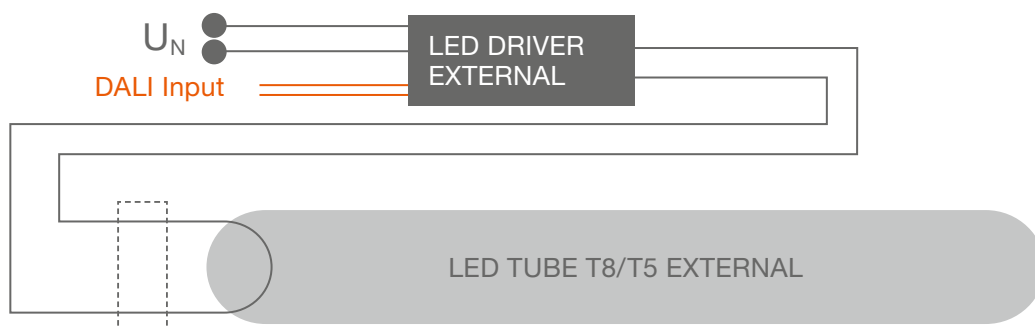 U_N
LED DRIVER
EXTERNAL
DALI Input
LED TUBE T8/T5 EXTERNAL